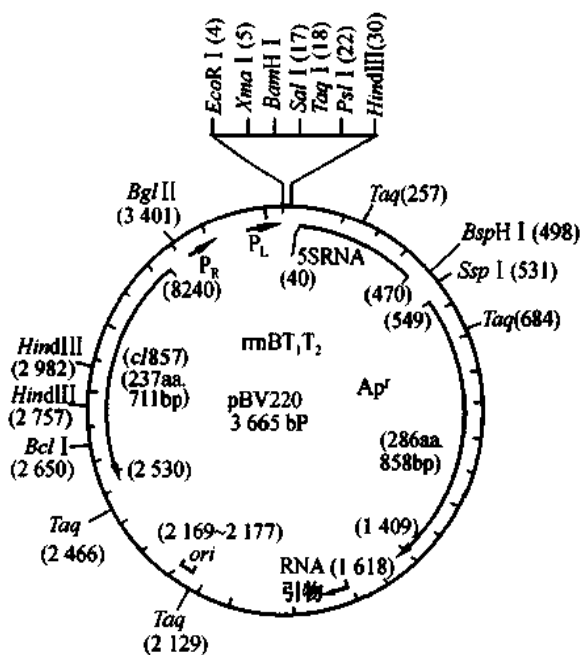 EcoR I (4)
Xma I (5)
BamH I
Sal I (17)
Taq I (18)
Psl I (22)
HindIII (30)
Bgl II
(3 401)
Taq(257)
BspH I (498)
Ssp I (531)
Taq(684)
P_R
P_L
5SRNA
(40)
(470)
(549)
(8240)
HindIII
(2 982)
HindIII
(2 757)
Bcl I
(2 650)
(cI857)
(237aa.
711bp)
rrnBT₁T₂
pBV220
3 665 bP
Apʳ
(286aa.
858bp)
(2 530)
(1 409)
Taq
(2 466)
(2 169~2 177)
ori
RNA (1 618)
引物
Taq
(2 129)